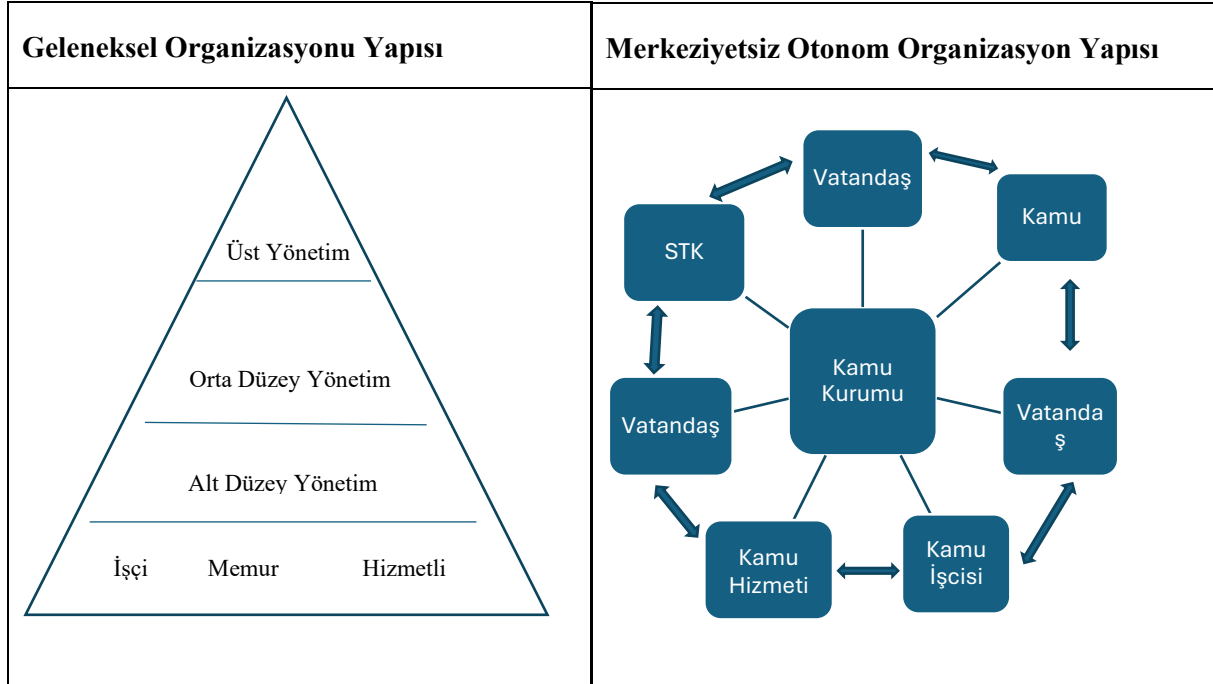 Geleneksel Organizasyonu Yapısı
Üst Yönetim
Orta Düzey Yönetim
Alt Düzey Yönetim
İşçi Memur Hizmetli
Merkeziyetsiz Otonom Organizasyon Yapısı
Vatandaş
Kamu
STK
Kamu
Kurumu
Vatandaş
Vatanda
ş
Kamu
Hizmeti
Kamu
İşcisi